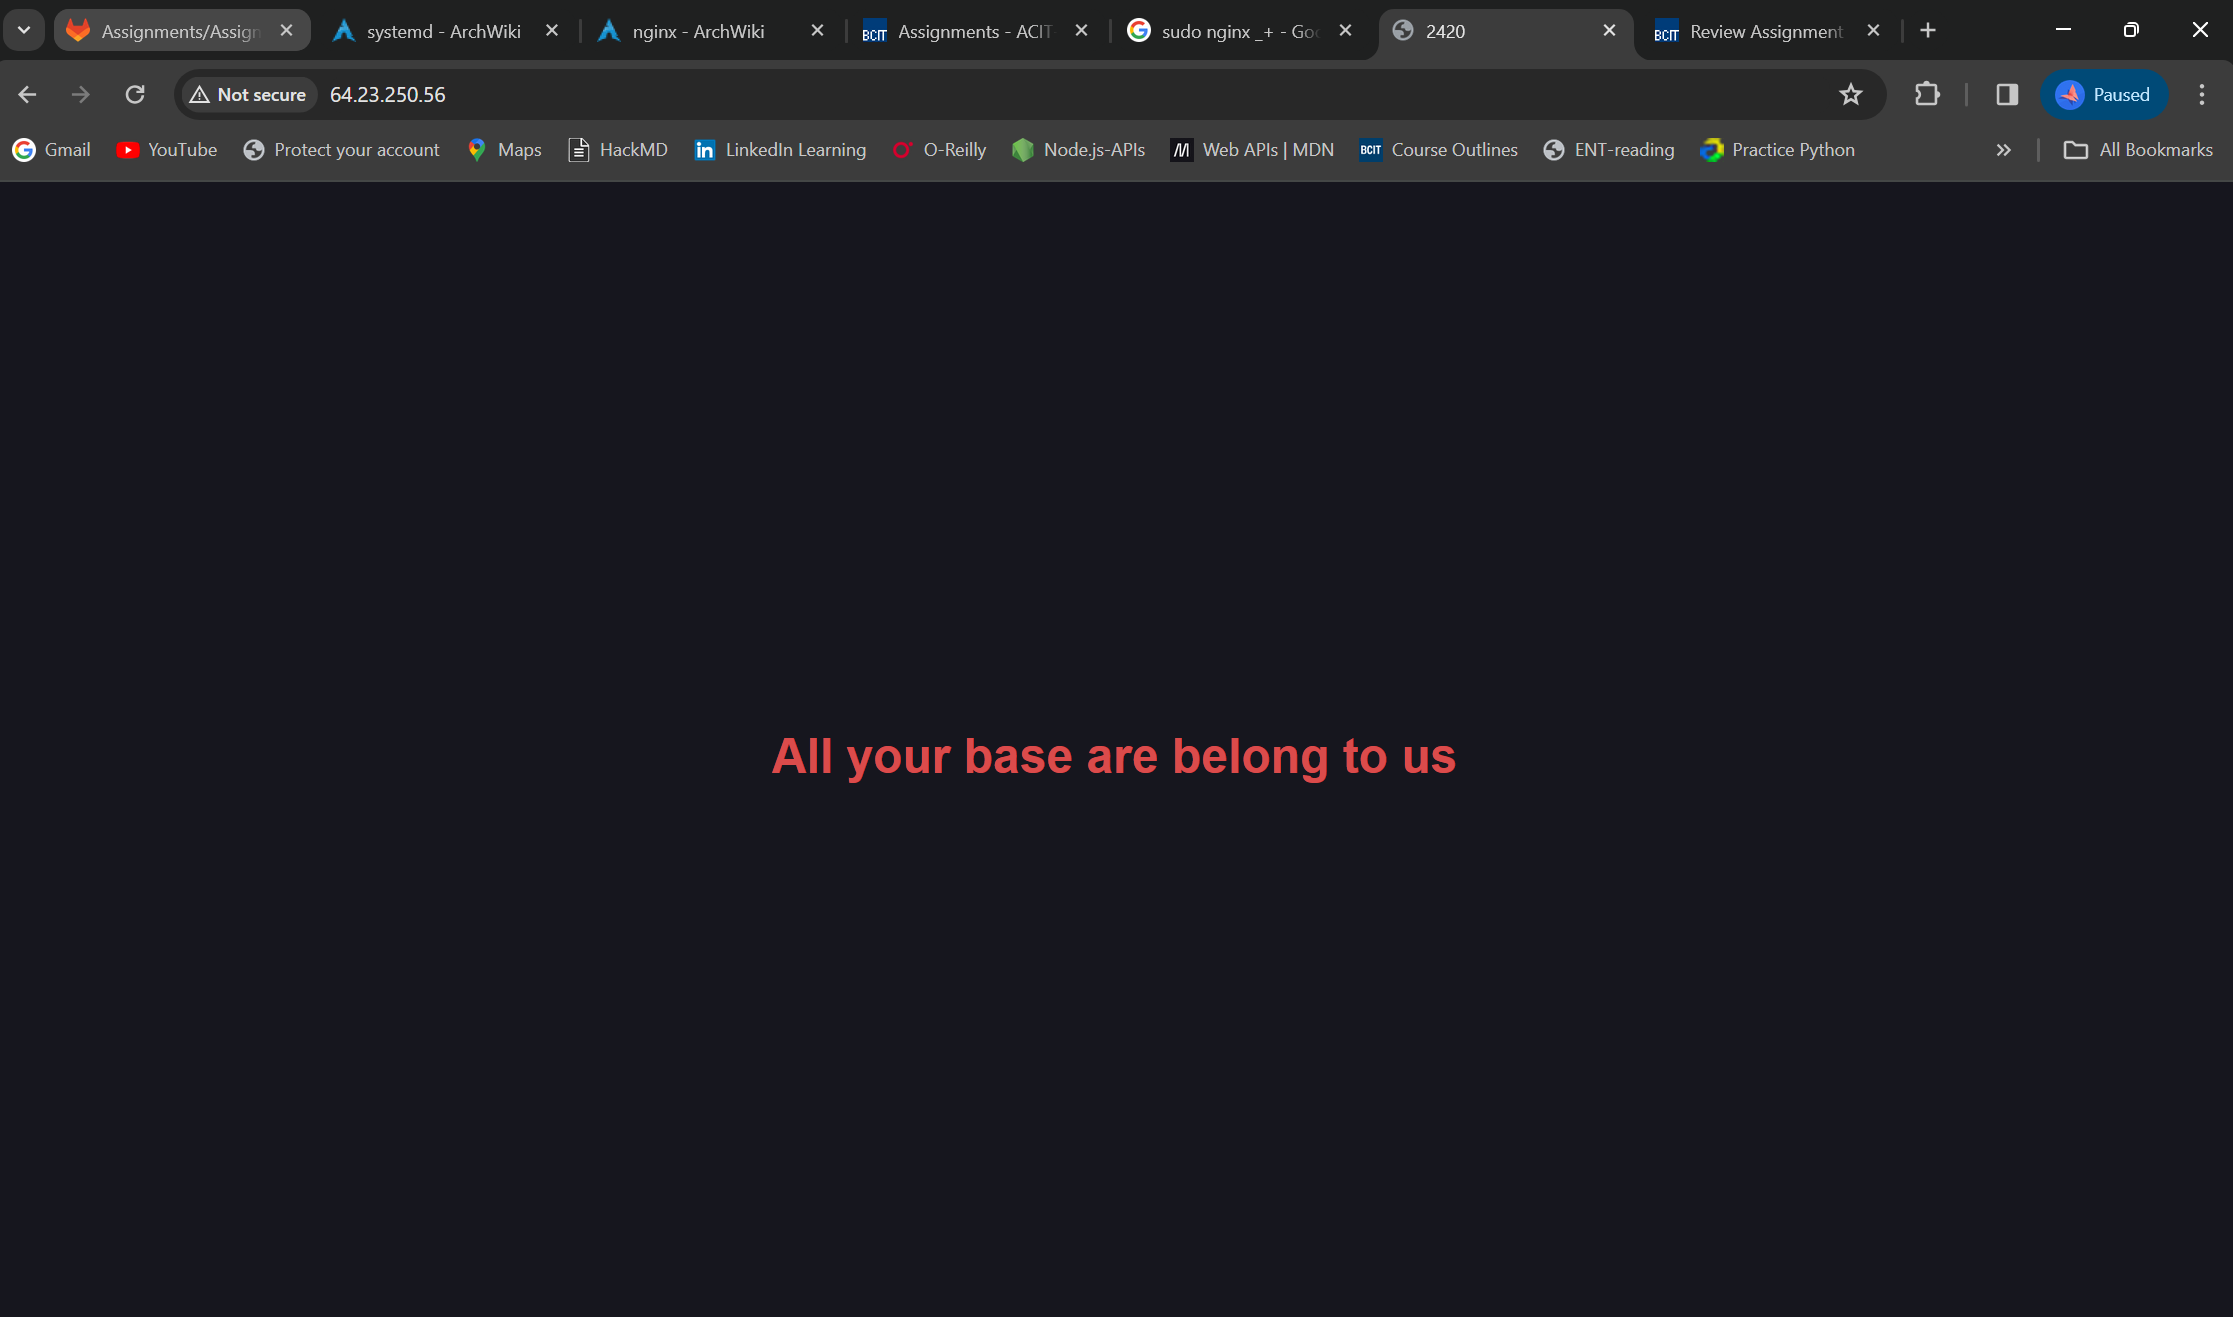 Assignments/Assign
systemd - ArchWiki
nginx - ArchWiki
BCIT Assignments - ACIT
sudo nginx _+ - Goo
2420
BCIT Review Assignment
Not secure 64.23.250.56
Paused
Gmail
YouTube
Protect your account
Maps
HackMD
in LinkedIn Learning
O-Reilly
Node.js-APIs
M Web APIs | MDN
BCIT Course Outlines
ENT-reading
Practice Python
All Bookmarks
All your base are belong to us